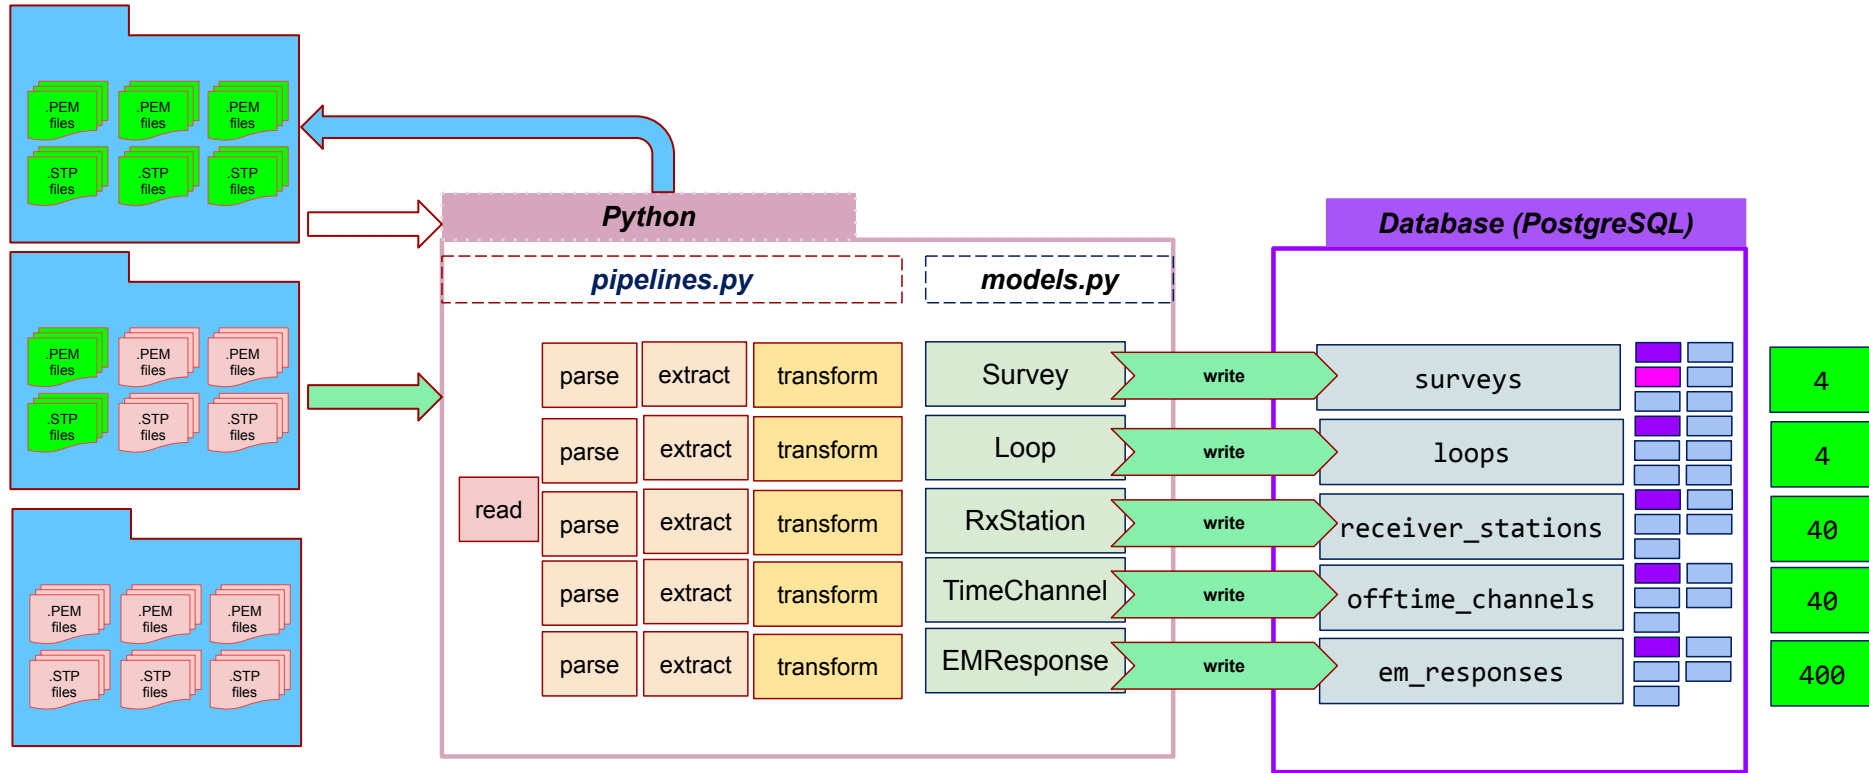 .PEM
files
.PEM
files
.PEM
files
.STP
files
.STP
files
.STP
files
.PEM
files
.PEM
files
.PEM
files
.STP
files
.STP
files
.STP
files
.PEM
files
.PEM
files
.PEM
files
.STP
files
.STP
files
.STP
files
Python
pipelines.py
models.py
read
parse extract transform Survey
parse extract transform Loop
parse extract transform RxStation
parse extract transform TimeChannel
parse extract transform EMResponse
write
write
write
write
write
Database (PostgreSQL)
surveys
loops
receiver_stations
offtime_channels
em_responses
4
4
40
40
400